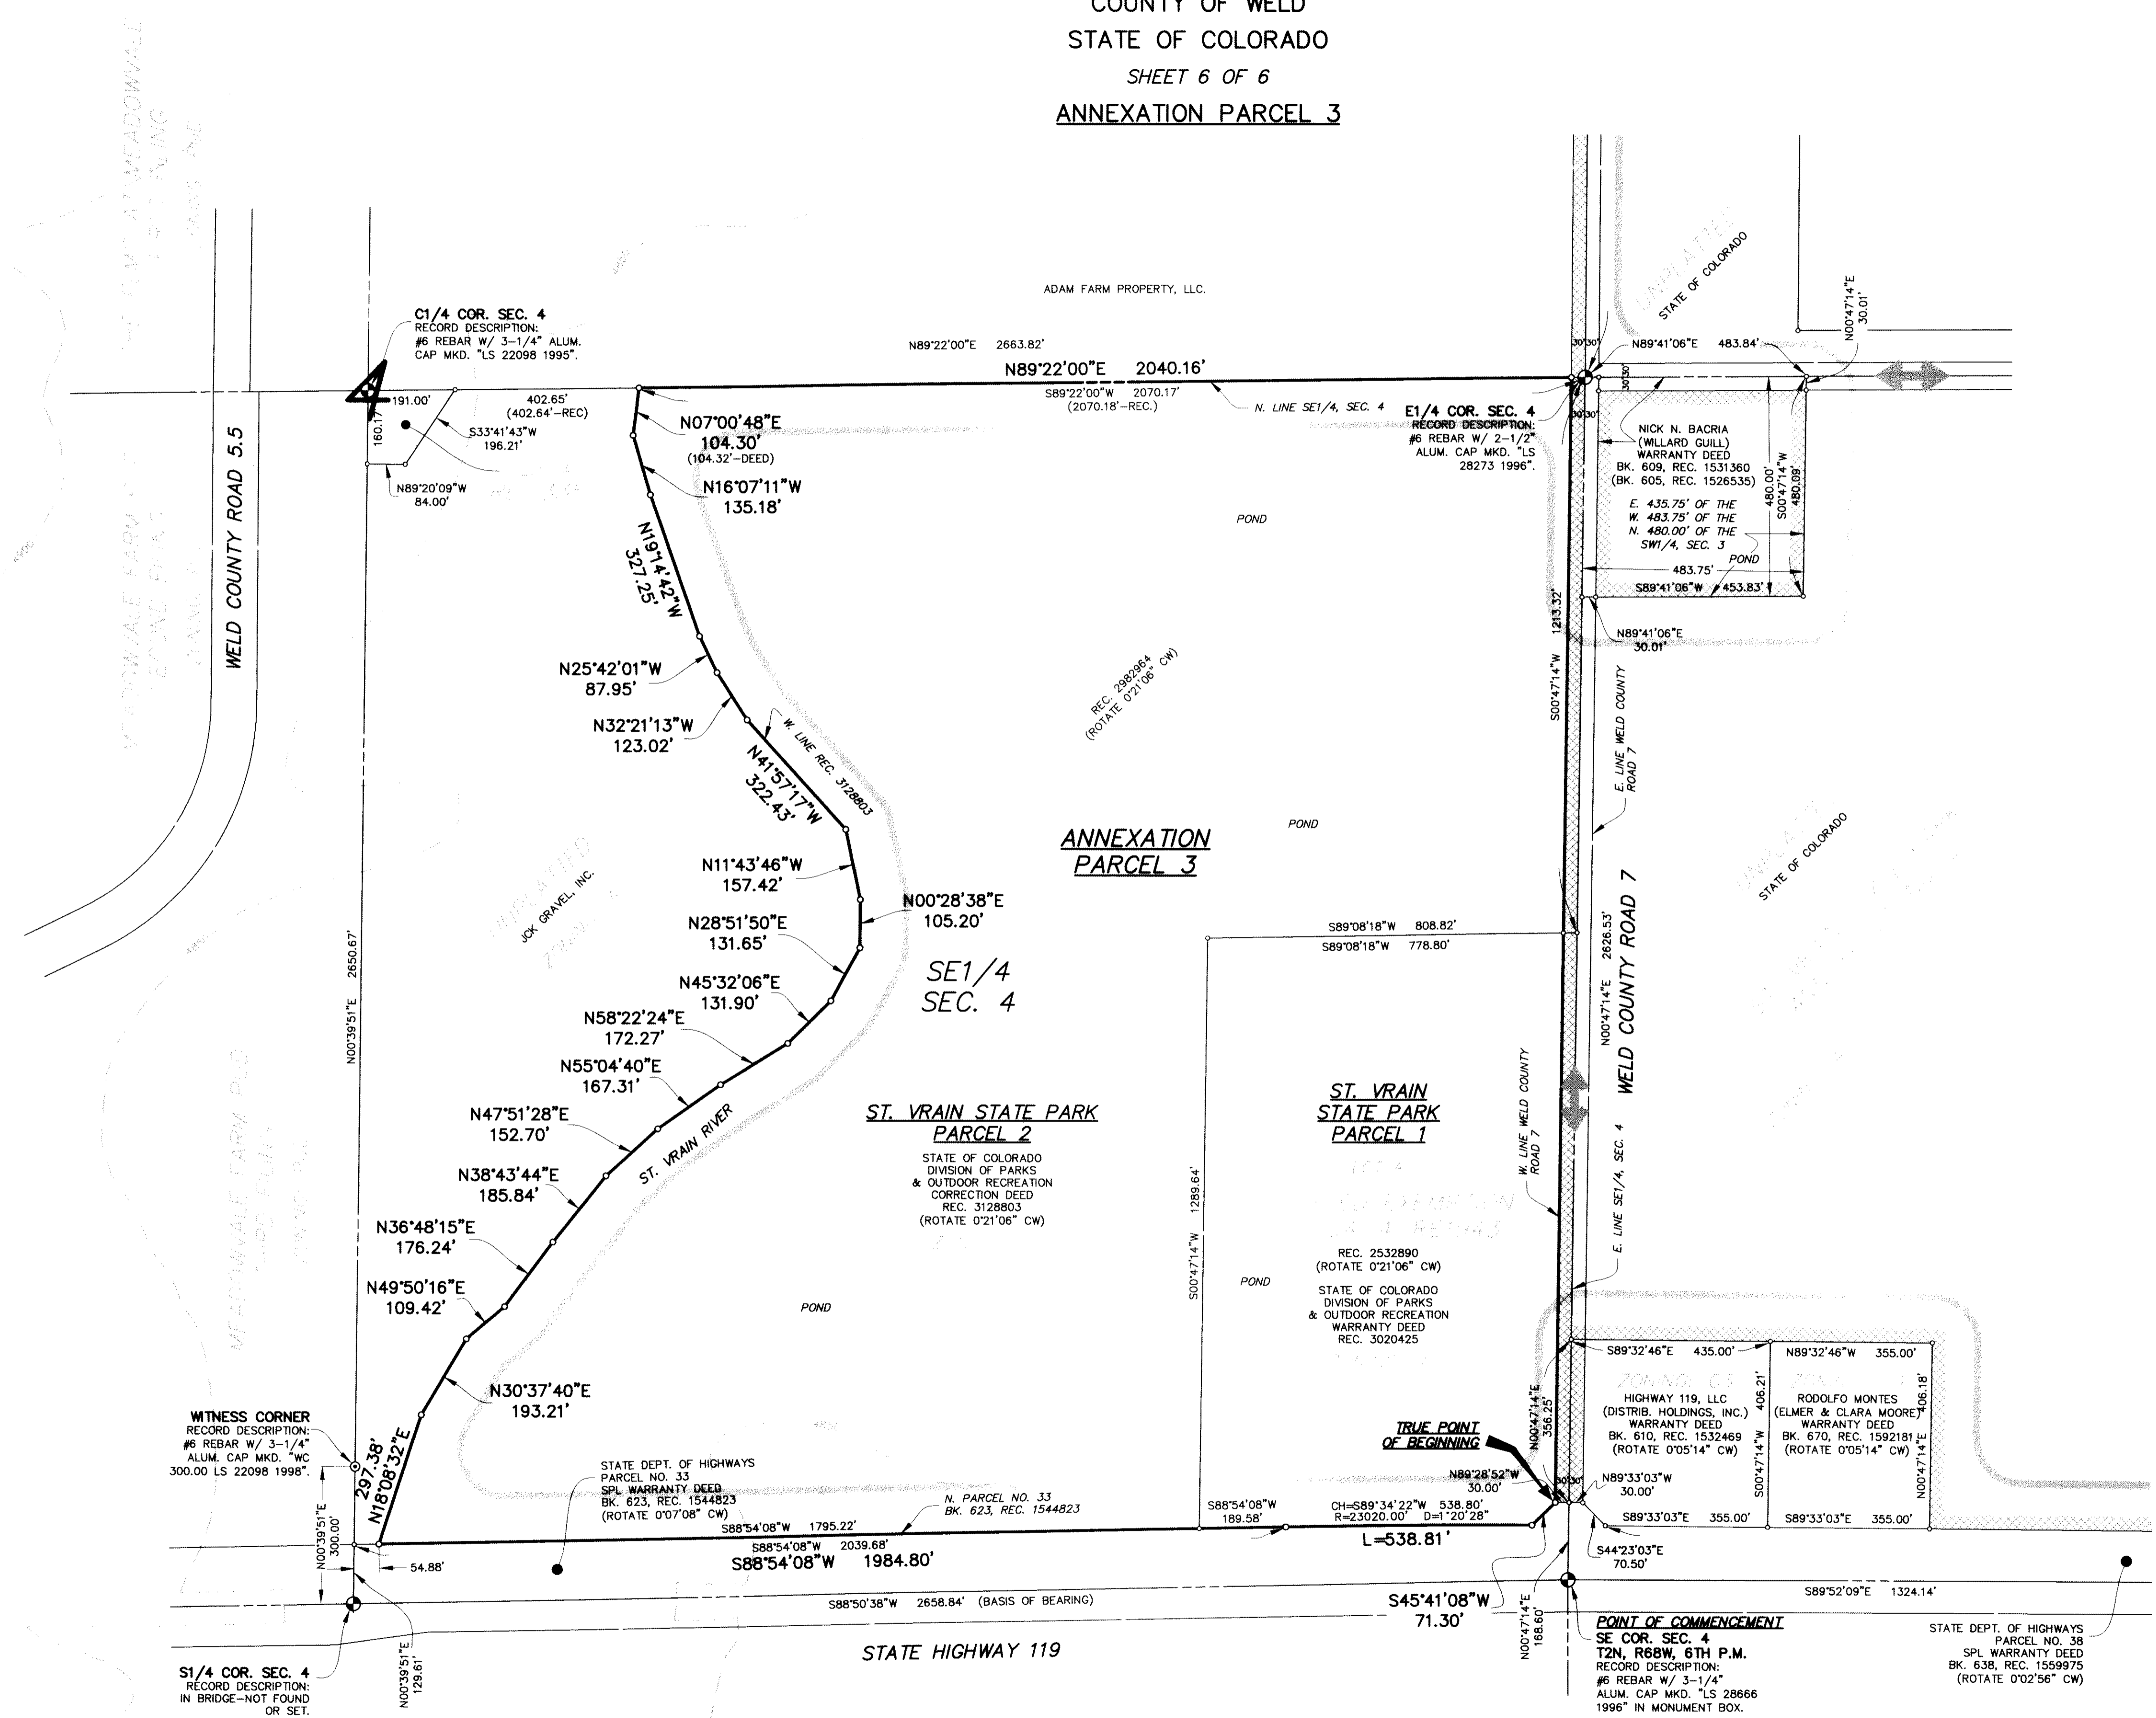 COUNTY OF WELD
STATE OF COLORADO
SHEET 6 OF 6
ANNEXATION PARCEL 3
ADAM FARM PROPERTY, LLC.
STATE OF COLORADO
N00°47'14"E
30.01'
C1/4 COR. SEC. 4
RECORD DESCRIPTION:
#6 REBAR W/ 3-1/4" ALUM.
CAP MKD. "LS 22098 1995".
4
N89°22'00"E 2663.82'
N89°22'00"E 2040.16'
S89°22'00"W 2070.17'
(2070.18'-REC.)
N. LINE SE1/4, SEC. 4
30'30'
N89°41'06"E 483.84'
30'30'
30'30'
191.00'
402.65'
(402.64'-REC)
160.17'
S33°41'43"W
196.21'
N89°20'09"W
84.00'
N07°00'48"E
104.30'
(104.32'-DEED)
N16°07'11"W
135.18'
E1/4 COR. SEC. 4
RECORD DESCRIPTION:
#6 REBAR W/ 2-1/2"
ALUM. CAP MKD. "LS
28273 1996".
NICK N. BACRIA
(WILLARD GUILL)
WARRANTY DEED
BK. 609, REC. 1531360
(BK. 605, REC. 1526535)
E. 435.75' OF THE
W. 483.75' OF THE
N. 480.00' OF THE
SW1/4, SEC. 3
POND
480.00'
S00°47'14"W
480.09'
483.75'
S89°41'06"W 453.83'
N89°41'06"E
30.01'
WELD COUNTY ROAD 5.5
POND
N19°14'42"W
327.25'
S00°47'14"W 1213.32'
N25°42'01"W
87.95'
N32°21'13"W
123.02'
REC. 2982964
(ROTATE 0°21'06" CW)
W. LINE REC. 3128803
N41°57'17"W
322.43'
E. LINE WELD COUNTY
ROAD 7
ANNEXATION
PARCEL 3
POND
STATE OF COLORADO
UNPLATTED
JCK GRAVEL, INC.
N11°43'46"W
157.42'
N00°28'38"E
105.20'
N28°51'50"E
131.65'
S89°08'18"W 808.82'
S89°08'18"W 778.80'
N00°39'51"E 2650.67'
N00°47'14"E 2626.53'
WELD COUNTY ROAD 7
SE1/4
SEC. 4
N45°32'06"E
131.90'
N58°22'24"E
172.27'
N55°04'40"E
167.31'
N47°51'28"E
152.70'
ST. VRAIN RIVER
ST. VRAIN STATE PARK
PARCEL 2
STATE OF COLORADO
DIVISION OF PARKS
& OUTDOOR RECREATION
CORRECTION DEED
REC. 3128803
(ROTATE 0°21'06" CW)
ST. VRAIN
STATE PARK
PARCEL 1
W. LINE WELD COUNTY
ROAD 7
E. LINE SE1/4, SEC. 4
N38°43'44"E
185.84'
S00°47'14"W 1289.64'
N36°48'15"E
176.24'
REC. 2532890
(ROTATE 0°21'06" CW)
POND
STATE OF COLORADO
DIVISION OF PARKS
& OUTDOOR RECREATION
WARRANTY DEED
REC. 3020425
N49°50'16"E
109.42'
POND
S89°32'46"E 435.00'
N89°32'46"W 355.00'
N30°37'40"E
193.21'
N00°47'14"E
356.25'
HIGHWAY 119, LLC
(DISTRIB. HOLDINGS, INC.)
WARRANTY DEED
BK. 610, REC. 1532469
(ROTATE 0°05'14" CW)
S00°47'14"W 406.21'
RODOLFO MONTES
(ELMER & CLARA MOORE)
WARRANTY DEED
BK. 670, REC. 1592181
(ROTATE 0°05'14" CW)
N00°47'14"E 406.18'
WITNESS CORNER
RECORD DESCRIPTION:
#6 REBAR W/ 3-1/4"
ALUM. CAP MKD. "WC
300.00 LS 22098 1998".
297.38'
N18°08'32"E
TRUE POINT
OF BEGINNING
STATE DEPT. OF HIGHWAYS
PARCEL NO. 33
SPL WARRANTY DEED
BK. 623, REC. 1544823
(ROTATE 0°07'08" CW)
N. PARCEL NO. 33
BK. 623, REC. 1544823
N89°28'52"W
30.00'
30'30'
N89°33'03"W
30.00'
N00°39'51"E
300.00'
S88°54'08"W
189.58'
CH=S89°34'22"W 538.80'
R=23020.00' D=1°20'28"
L=538.81'
S89°33'03"E 355.00'
S89°33'03"E 355.00'
S88°54'08"W 1795.22'
S88°54'08"W 2039.68'
S88°54'08"W 1984.80'
54.88'
S44°23'03"E
70.50'
S88°50'38"W 2658.84' (BASIS OF BEARING)
S45°41'08"W
71.30'
S89°52'09"E 1324.14'
STATE HIGHWAY 119
N00°39'51"E
129.61'
N00°47'14"E
168.60'
S1/4 COR. SEC. 4
RECORD DESCRIPTION:
IN BRIDGE-NOT FOUND
OR SET.
POINT OF COMMENCEMENT
SE COR. SEC. 4
T2N, R68W, 6TH P.M.
RECORD DESCRIPTION:
#6 REBAR W/ 3-1/4"
ALUM. CAP MKD. "LS 28666
1996" IN MONUMENT BOX.
STATE DEPT. OF HIGHWAYS
PARCEL NO. 38
SPL WARRANTY DEED
BK. 638, REC. 1559975
(ROTATE 0°02'56" CW)